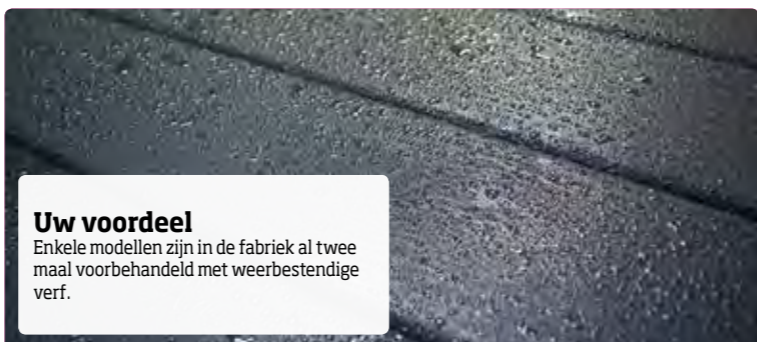 Uw voordeel
Enkele modellen zijn in de fabriek al twee
maal voorbehandeld met weerbestendige
verf.